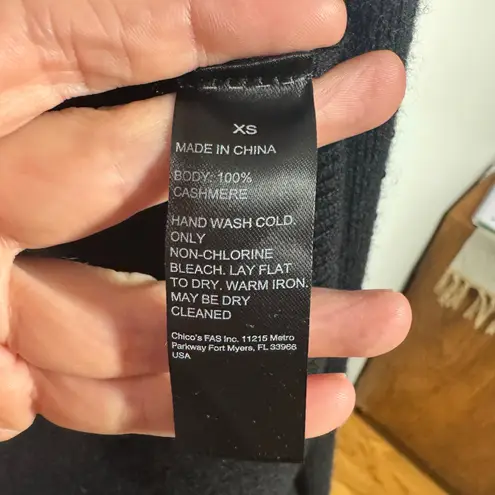 XS
MADE IN CHINA
BODY: 100%
CASHMERE
HAND WASH COLD.
ONLY
NON-CHLORINE
BLEACH. LAY FLAT
TO DRY. WARM IRON.
MAY BE DRY
CLEANED
Chico's FAS Inc. 11215 Metro
Parkway Fort Myers, FL 33966
USA